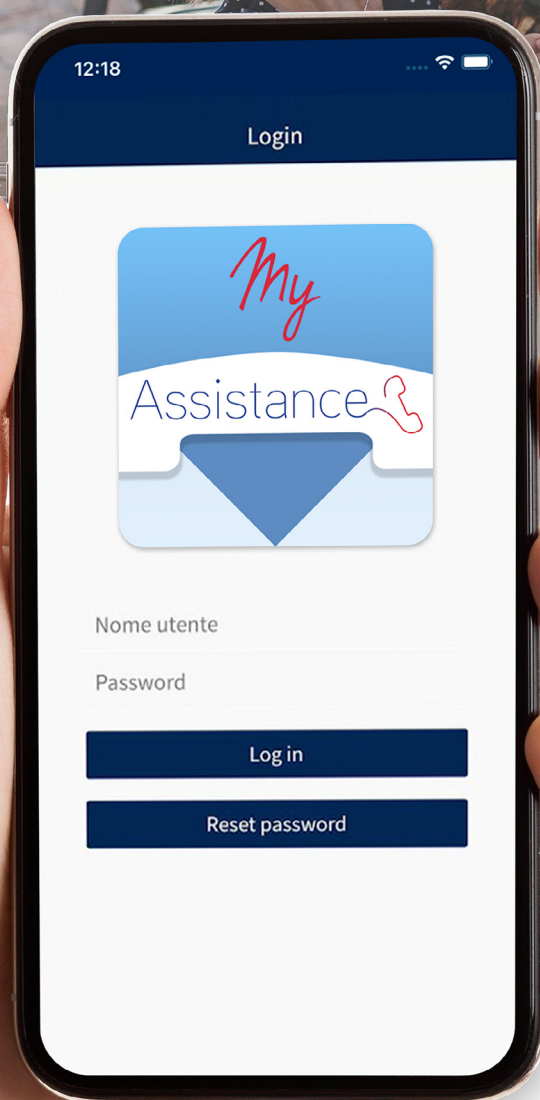 12:18
Login
My
Assistance
Nome utente
Password
Log in
Reset password